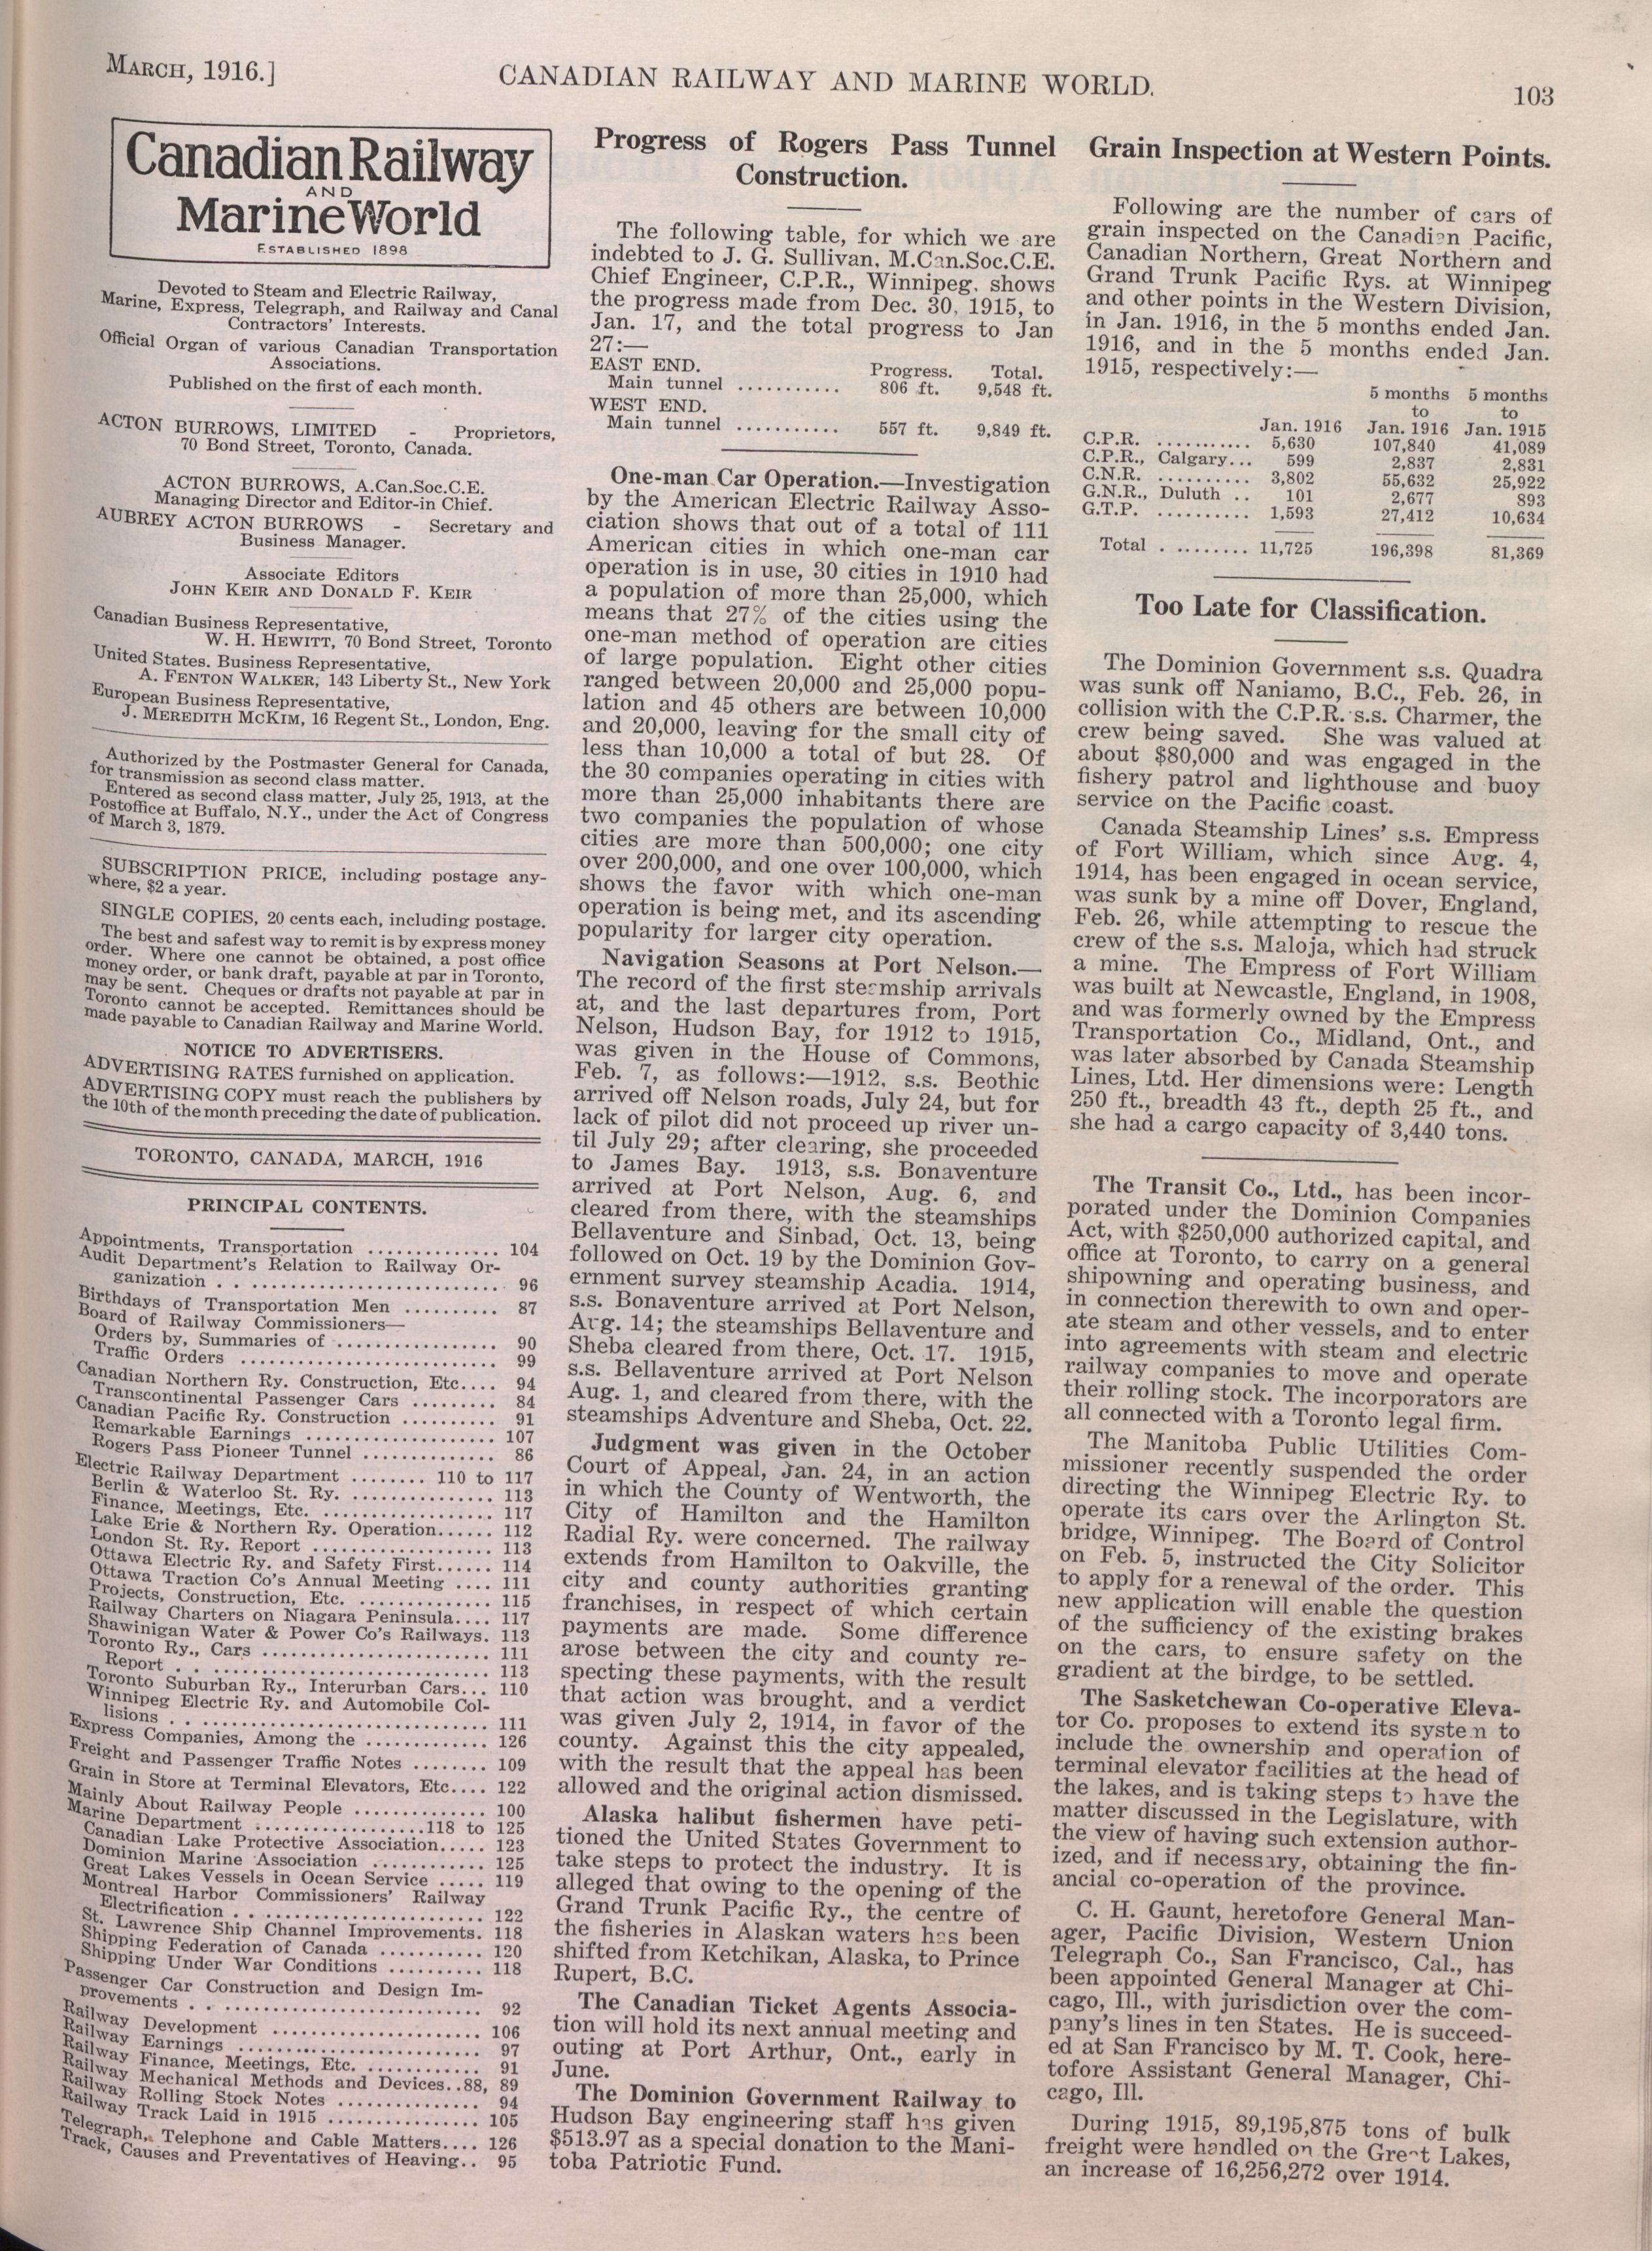 MARCH, 1916.]
CANADIAN RAILWAY AND MARINE WORLD.
103
Canadian Railway
AND
Marine World
ESTABLISHED 1898
Devoted to Steam and Electric Railway,
Marine, Express, Telegraph, and Railway and Canal
Contractors' Interests.
Official Organ of various Canadian Transportation
Associations.
Published on the first of each month.
ACTON BURROWS, LIMITED - Proprietors,
70 Bond Street, Toronto, Canada.
ACTON BURROWS, A.Can.Soc.C.E.
Managing Director and Editor-in Chief.
AUBREY ACTON BURROWS - Secretary and
Business Manager.
Associate Editors
JOHN KEIR AND DONALD F. KEIR
Canadian Business Representative,
W. H. HEWITT, 70 Bond Street, Toronto
United States. Business Representative,
A. FENTON WALKER, 143 Liberty St., New York
European Business Representative,
J. MEREDITH MCKIM, 16 Regent St., London, Eng.
Authorized by the Postmaster General for Canada,
for transmission as second class matter.
Entered as second class matter, July 25, 1913, at the
Postoffice at Buffalo, N.Y., under the Act of Congress
of March 3, 1879.
SUBSCRIPTION PRICE, including postage any-
where, $2 a year.
SINGLE COPIES, 20 cents each, including postage.
The best and safest way to remit is by express money
order. Where one cannot be obtained, a post office
money order, or bank draft, payable at par in Toronto,
may be sent. Cheques or drafts not payable at par in
Toronto cannot be accepted. Remittances should be
made payable to Canadian Railway and Marine World.
NOTICE TO ADVERTISERS.
ADVERTISING RATES furnished on application.
ADVERTISING COPY must reach the publishers by
the 10th of the month preceding the date of publication.
TORONTO, CANADA, MARCH, 1916
PRINCIPAL CONTENTS.
Appointments, Transportation ............. 104
Audit Department's Relation to Railway Or-
ganization . . ........................ 96
Birthdays of Transportation Men .......... 87
Board of Railway Commissioners—
Orders by, Summaries of ................. 90
Traffic Orders .......................... 99
Canadian Northern Ry. Construction, Etc.... 94
Transcontinental Passenger Cars ......... 84
Canadian Pacific Ry. Construction .......... 91
Remarkable Earnings .................... 107
Rogers Pass Pioneer Tunnel .............. 86
Electric Railway Department ........ 110 to 117
Berlin & Waterloo St. Ry. ............... 113
Finance, Meetings, Etc. .................. 117
Lake Erie & Northern Ry. Operation...... 112
London St. Ry. Report ................... 113
Ottawa Electric Ry. and Safety First...... 114
Ottawa Traction Co's Annual Meeting .... 111
Projects, Construction, Etc. .............. 115
Railway Charters on Niagara Peninsula.... 117
Shawinigan Water & Power Co's Railways. 113
Toronto Ry., Cars ........................ 111
Report . . ............................. 113
Toronto Suburban Ry., Interurban Cars... 110
Winnipeg Electric Ry. and Automobile Col-
lisions . . ............................ 111
Express Companies, Among the ............. 126
Freight and Passenger Traffic Notes ........ 109
Grain in Store at Terminal Elevators, Etc.... 122
Mainly About Railway People .............. 100
Marine Department ..................118 to 125
Canadian Lake Protective Association..... 123
Dominion Marine Association ............ 125
Great Lakes Vessels in Ocean Service ..... 119
Montreal Harbor Commissioners' Railway
Electrification . . ....................... 122
St. Lawrence Ship Channel Improvements. 118
Shipping Federation of Canada ........... 120
Shipping Under War Conditions .......... 118
Passenger Car Construction and Design Im-
provements . . .......................... 92
Railway Development ...................... 106
Railway Earnings .......................... 97
Railway Finance, Meetings, Etc. ............ 91
Railway Mechanical Methods and Devices..88, 89
Railway Rolling Stock Notes ............... 94
Railway Track Laid in 1915 ................ 105
Telegraph, Telephone and Cable Matters.... 126
Track, Causes and Preventatives of Heaving.. 95
Progress of Rogers Pass Tunnel
Construction.
The following table, for which we are
indebted to J. G. Sullivan, M.Can.Soc.C.E.
Chief Engineer, C.P.R., Winnipeg, shows
the progress made from Dec. 30, 1915, to
Jan. 17, and the total progress to Jan
27:—
EAST END. Progress. Total.
Main tunnel ........... 806 ft. 9,548 ft.
WEST END.
Main tunnel ........... 557 ft. 9,849 ft.
One-man Car Operation.—Investigation
by the American Electric Railway Asso-
ciation shows that out of a total of 111
American cities in which one-man car
operation is in use, 30 cities in 1910 had
a population of more than 25,000, which
means that 27% of the cities using the
one-man method of operation are cities
of large population. Eight other cities
ranged between 20,000 and 25,000 popu-
lation and 45 others are between 10,000
and 20,000, leaving for the small city of
less than 10,000 a total of but 28. Of
the 30 companies operating in cities with
more than 25,000 inhabitants there are
two companies the population of whose
cities are more than 500,000; one city
over 200,000, and one over 100,000, which
shows the favor with which one-man
operation is being met, and its ascending
popularity for larger city operation.
Navigation Seasons at Port Nelson.—
The record of the first steamship arrivals
at, and the last departures from, Port
Nelson, Hudson Bay, for 1912 to 1915,
was given in the House of Commons,
Feb. 7, as follows:—1912, s.s. Beothic
arrived off Nelson roads, July 24, but for
lack of pilot did not proceed up river un-
til July 29; after clearing, she proceeded
to James Bay. 1913, s.s. Bonaventure
arrived at Port Nelson, Aug. 6, and
cleared from there, with the steamships
Bellaventure and Sinbad, Oct. 13, being
followed on Oct. 19 by the Dominion Gov-
ernment survey steamship Acadia. 1914,
s.s. Bonaventure arrived at Port Nelson,
Aug. 14; the steamships Bellaventure and
Sheba cleared from there, Oct. 17. 1915,
s.s. Bellaventure arrived at Port Nelson
Aug. 1, and cleared from there, with the
steamships Adventure and Sheba, Oct. 22.
Judgment was given in the October
Court of Appeal, Jan. 24, in an action
in which the County of Wentworth, the
City of Hamilton and the Hamilton
Radial Ry. were concerned. The railway
extends from Hamilton to Oakville, the
city and county authorities granting
franchises, in respect of which certain
payments are made. Some difference
arose between the city and county re-
specting these payments, with the result
that action was brought, and a verdict
was given July 2, 1914, in favor of the
county. Against this the city appealed,
with the result that the appeal has been
allowed and the original action dismissed.
Alaska halibut fishermen have peti-
tioned the United States Government to
take steps to protect the industry. It is
alleged that owing to the opening of the
Grand Trunk Pacific Ry., the centre of
the fisheries in Alaskan waters has been
shifted from Ketchikan, Alaska, to Prince
Rupert, B.C.
The Canadian Ticket Agents Associa-
tion will hold its next annual meeting and
outing at Port Arthur, Ont., early in
June.
The Dominion Government Railway to
Hudson Bay engineering staff has given
$513.97 as a special donation to the Mani-
toba Patriotic Fund.
Grain Inspection at Western Points.
Following are the number of cars of
grain inspected on the Canadian Pacific,
Canadian Northern, Great Northern and
Grand Trunk Pacific Rys. at Winnipeg
and other points in the Western Division,
in Jan. 1916, in the 5 months ended Jan.
1916, and in the 5 months ended Jan.
1915, respectively:—
5 months 5 months
to to
Jan. 1916 Jan. 1916 Jan. 1915
C.P.R. ........... 5,630 107,840 41,089
C.P.R., Calgary... 599 2,837 2,831
C.N.R. .......... 3,802 55,632 25,922
G.N.R., Duluth .. 101 2,677 893
G.T.P. .......... 1,593 27,412 10,634
Total . ........ 11,725 196,398 81,369
Too Late for Classification.
The Dominion Government s.s. Quadra
was sunk off Naniamo, B.C., Feb. 26, in
collision with the C.P.R. s.s. Charmer, the
crew being saved. She was valued at
about $80,000 and was engaged in the
fishery patrol and lighthouse and buoy
service on the Pacific coast.
Canada Steamship Lines' s.s. Empress
of Fort William, which since Aug. 4,
1914, has been engaged in ocean service,
was sunk by a mine off Dover, England,
Feb. 26, while attempting to rescue the
crew of the s.s. Maloja, which had struck
a mine. The Empress of Fort William
was built at Newcastle, England, in 1908,
and was formerly owned by the Empress
Transportation Co., Midland, Ont., and
was later absorbed by Canada Steamship
Lines, Ltd. Her dimensions were: Length
250 ft., breadth 43 ft., depth 25 ft., and
she had a cargo capacity of 3,440 tons.
The Transit Co., Ltd., has been incor-
porated under the Dominion Companies
Act, with $250,000 authorized capital, and
office at Toronto, to carry on a general
shipowning and operating business, and
in connection therewith to own and oper-
ate steam and other vessels, and to enter
into agreements with steam and electric
railway companies to move and operate
their rolling stock. The incorporators are
all connected with a Toronto legal firm.
The Manitoba Public Utilities Com-
missioner recently suspended the order
directing the Winnipeg Electric Ry. to
operate its cars over the Arlington St.
bridge, Winnipeg. The Board of Control
on Feb. 5, instructed the City Solicitor
to apply for a renewal of the order. This
new application will enable the question
of the sufficiency of the existing brakes
on the cars, to ensure safety on the
gradient at the birdge, to be settled.
The Sasketchewan Co-operative Eleva-
tor Co. proposes to extend its system to
include the ownership and operation of
terminal elevator facilities at the head of
the lakes, and is taking steps to have the
matter discussed in the Legislature, with
the view of having such extension author-
ized, and if necessary, obtaining the fin-
ancial co-operation of the province.
C. H. Gaunt, heretofore General Man-
ager, Pacific Division, Western Union
Telegraph Co., San Francisco, Cal., has
been appointed General Manager at Chi-
cago, Ill., with jurisdiction over the com-
pany's lines in ten States. He is succeed-
ed at San Francisco by M. T. Cook, here-
tofore Assistant General Manager, Chi-
cago, Ill.
During 1915, 89,195,875 tons of bulk
freight were handled on the Great Lakes,
an increase of 16,256,272 over 1914.